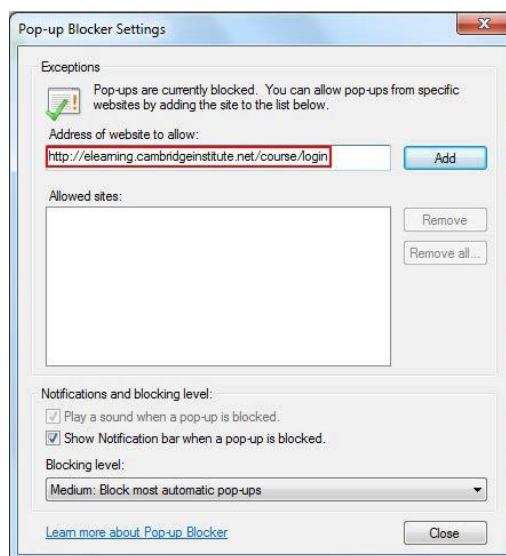 Pop-up Blocker Settings
x
Exceptions
Pop-ups are currently blocked. You can allow pop-ups from specific
websites by adding the site to the list below.
Address of website to allow:
http://elearning.cambridgeinstitute.net/course/login
Add
Allowed sites:
Remove
Remove all...
Notifications and blocking level:
Play a sound when a pop-up is blocked.
Show Notification bar when a pop-up is blocked.
Blocking level:
Medium: Block most automatic pop-ups
Learn more about Pop-up Blocker
Close